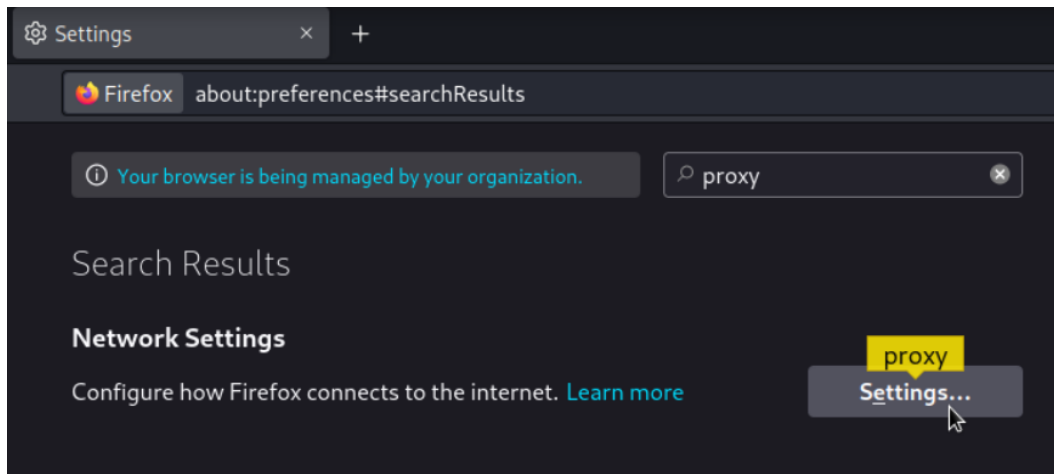 Settings
Firefox about:preferences#searchResults
Your browser is being managed by your organization.
proxy
Search Results
Network Settings
proxy
Configure how Firefox connects to the internet. Learn more
Settings...